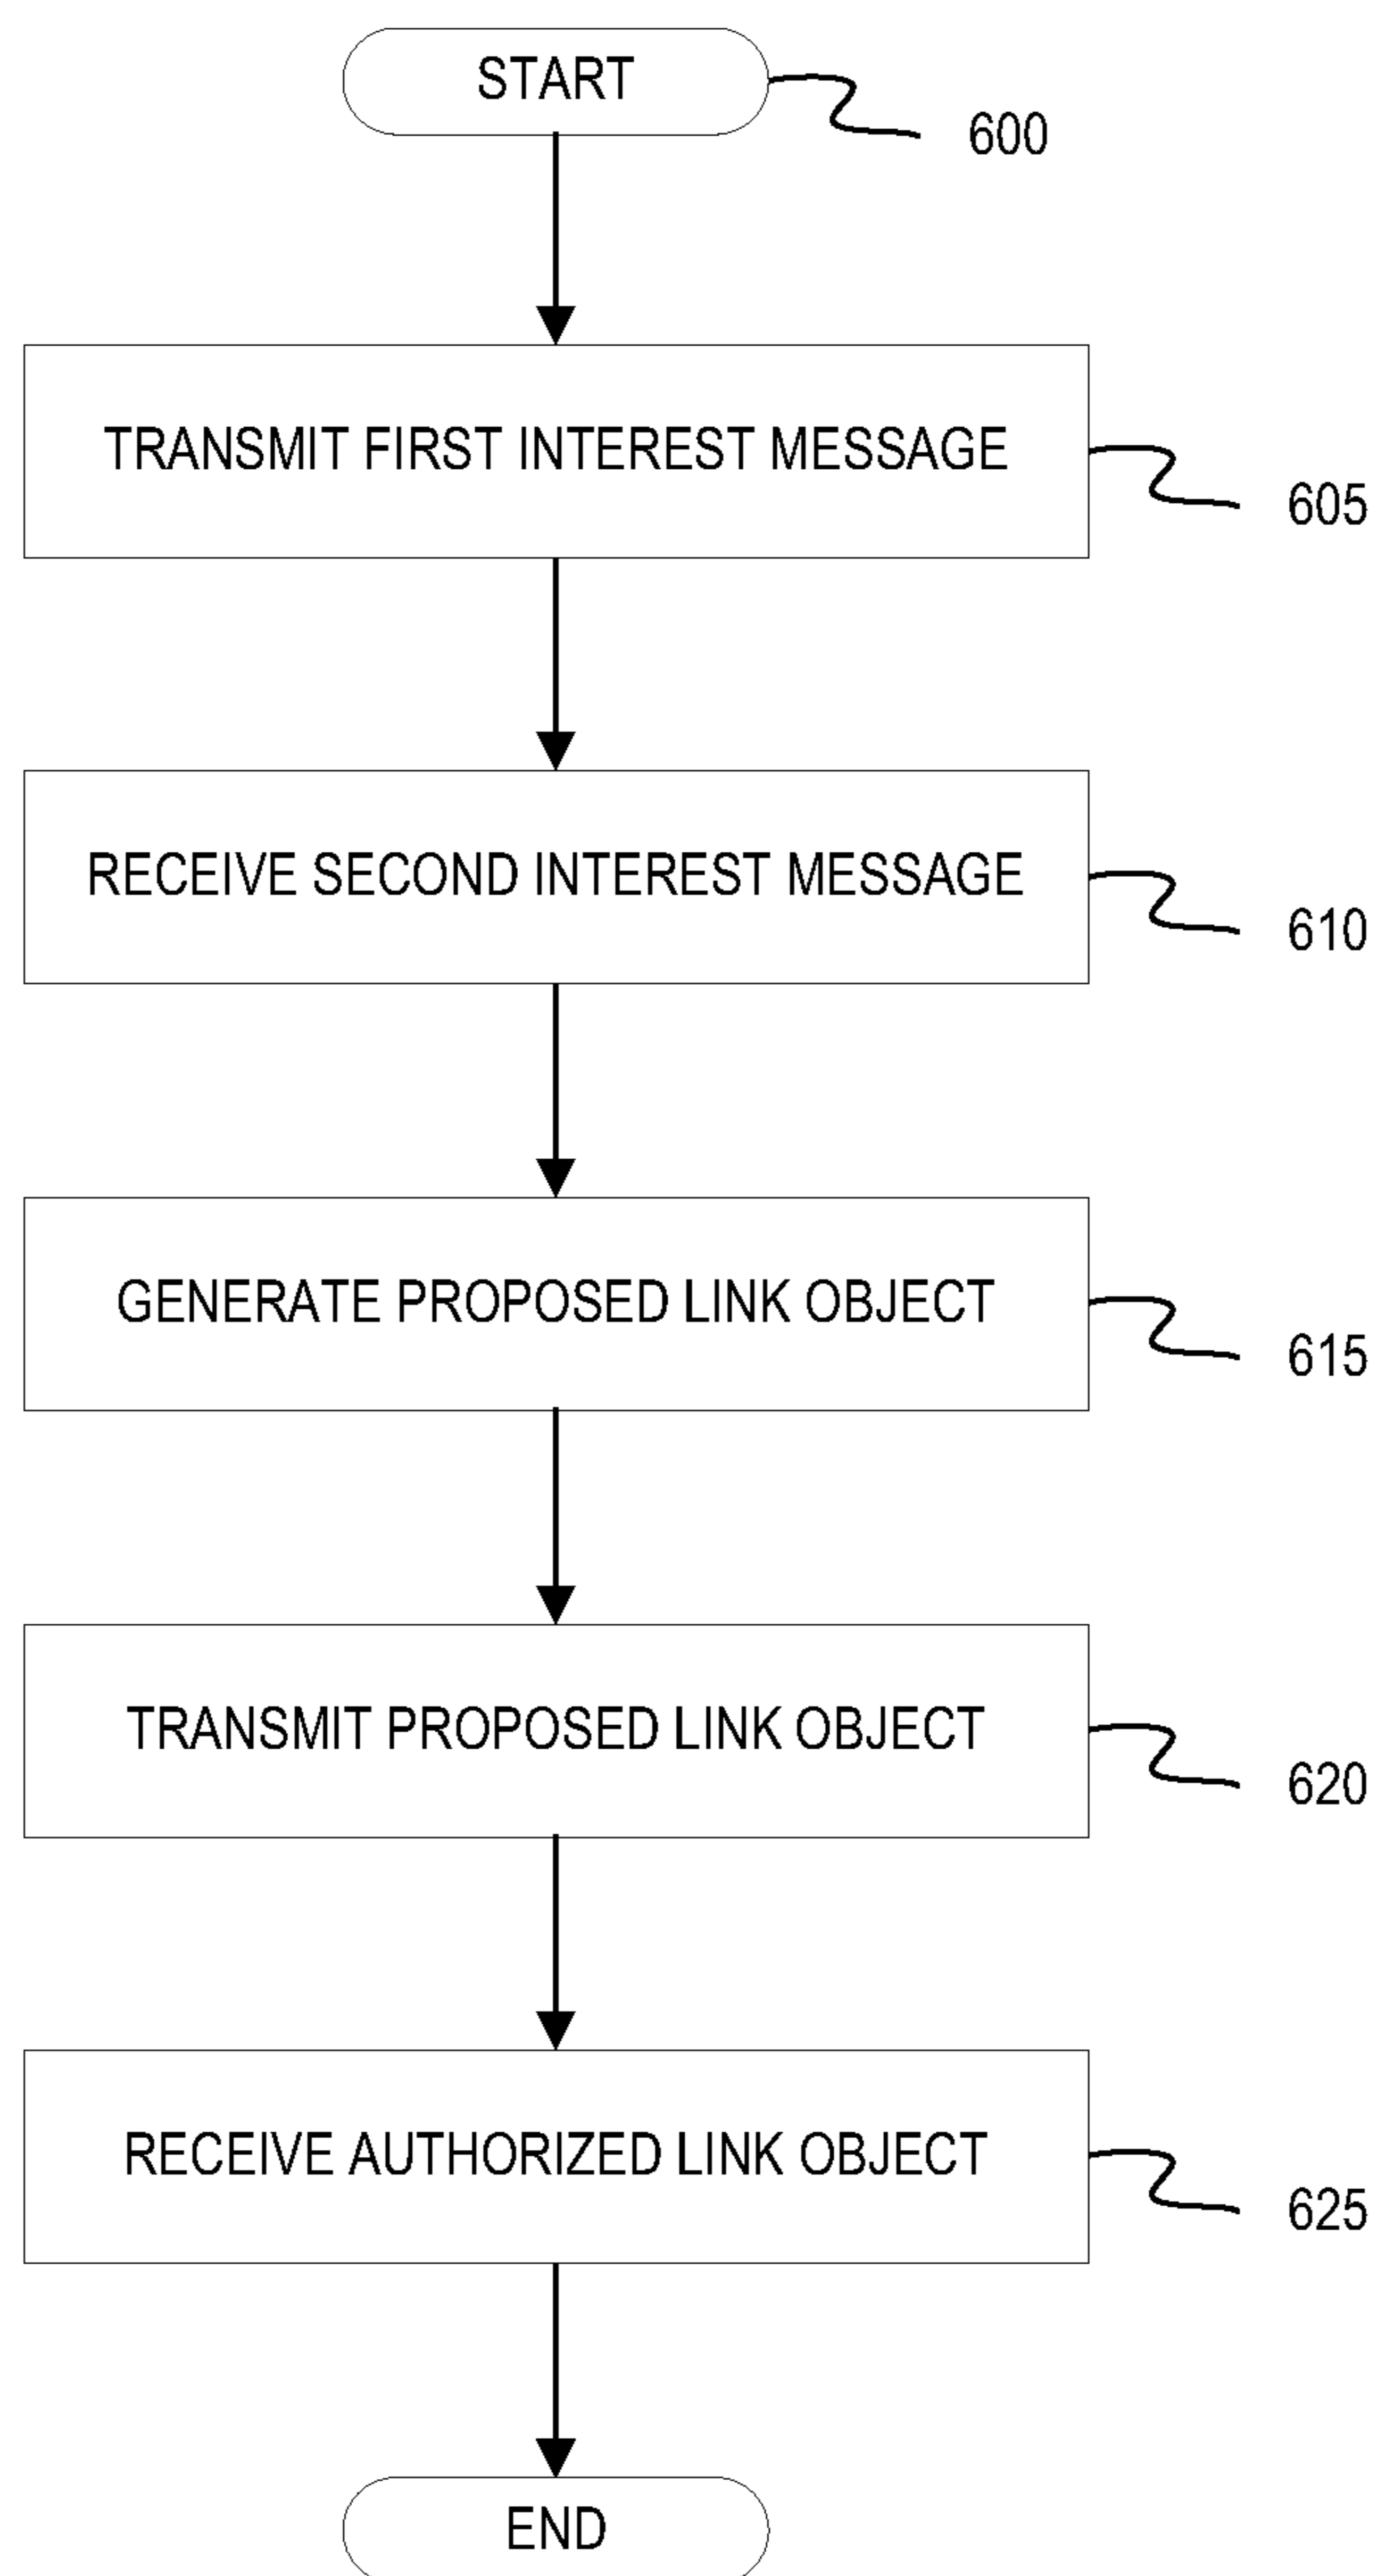 START
600
TRANSMIT FIRST INTEREST MESSAGE
605
RECEIVE SECOND INTEREST MESSAGE
610
GENERATE PROPOSED LINK OBJECT
615
TRANSMIT PROPOSED LINK OBJECT
620
RECEIVE AUTHORIZED LINK OBJECT
625
END